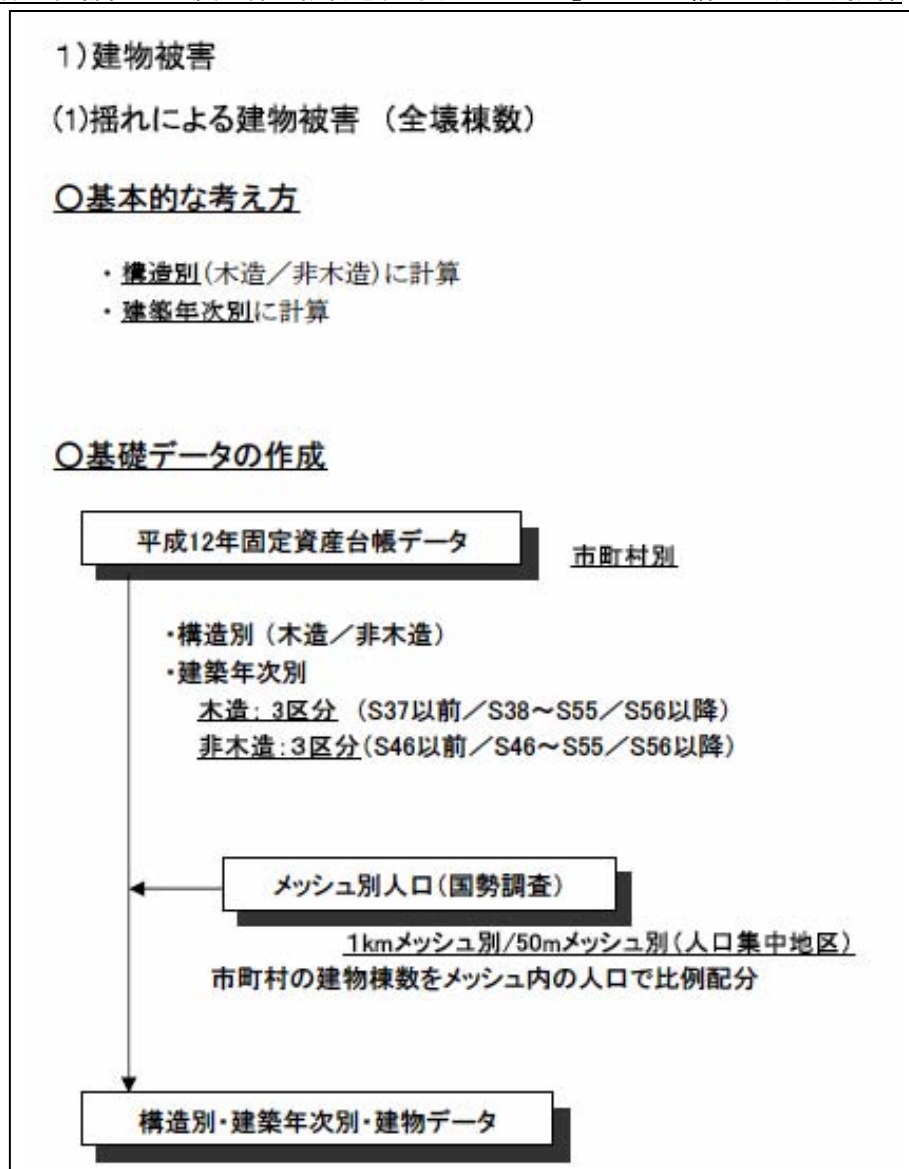 1)建物被害
(1)揺れによる建物被害 (全壊棟数)
〇基本的な考え方
・構造別(木造/非木造)に計算
・建築年次別に計算
〇基礎データの作成
平成12年固定資産台帳データ
市町村別
・構造別 (木造/非木造)
・建築年次別
木造: 3区分 (S37以前/S38~S55/S56以降)
非木造:3区分(S46以前/S46~S55/S56以降)
メッシュ別人口(国勢調査)
1kmメッシュ別/50mメッシュ別(人口集中地区)
市町村の建物棟数をメッシュ内の人口で比例配分
構造別・建築年次別・建物データ